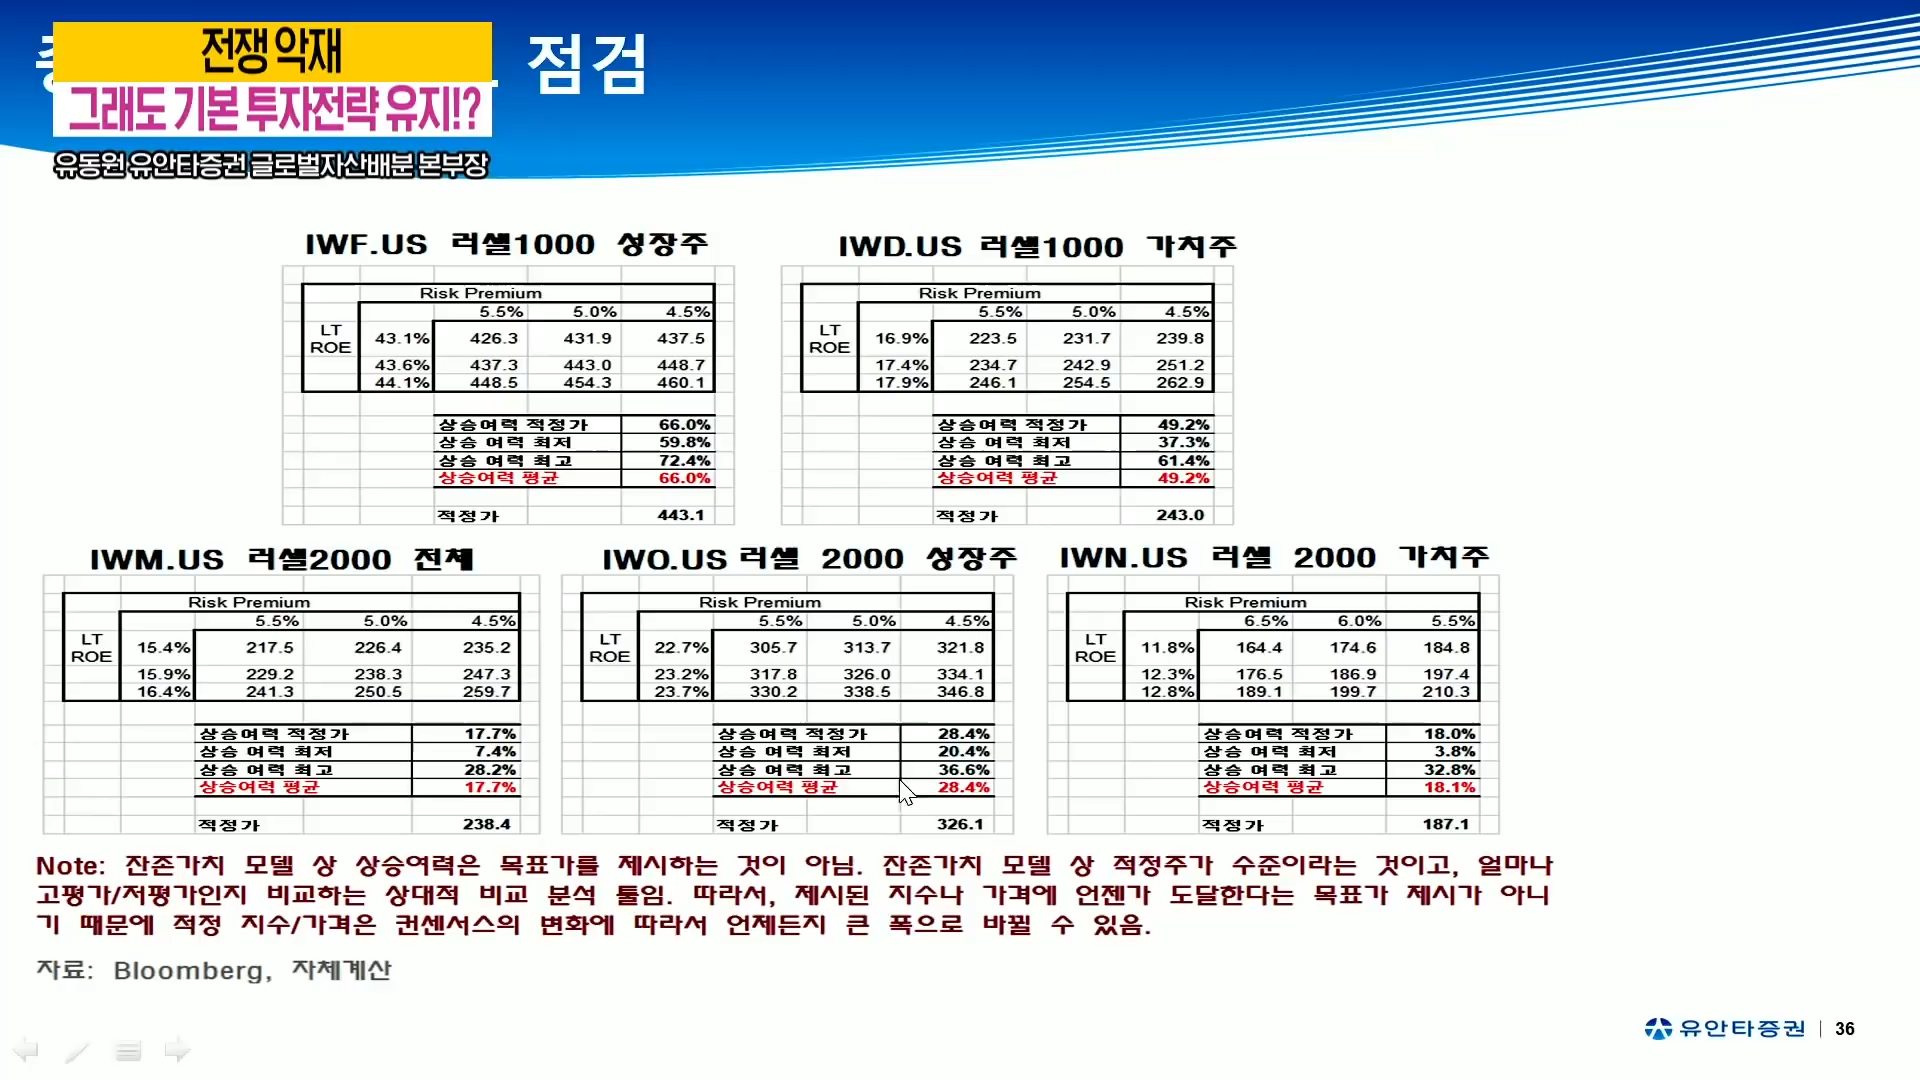 전쟁 악재
점검
그래도 기본 투자전략 유지!?
유동원 유안타증권 글로벌자산배분 본부장
IWF.US 러셀1000 성장주
Risk Premium
5.5% 5.0% 4.5%
LT ROE 43.1% 426.3 431.9 437.5
43.6% 437.3 443.0 448.7
44.1% 448.5 454.3 460.1
상승여력 적정가 66.0%
상승 여력 최저 59.8%
상승 여력 최고 72.4%
상승여력 평균 66.0%
적정가 443.1
IWD.US 러셀1000 가치주
Risk Premium
5.5% 5.0% 4.5%
LT ROE 16.9% 223.5 231.7 239.8
17.4% 234.7 242.9 251.2
17.9% 246.1 254.5 262.9
상승여력 적정가 49.2%
상승 여력 최저 37.3%
상승 여력 최고 61.4%
상승여력 평균 49.2%
적정가 243.0
IWM.US 러셀2000 전체
Risk Premium
5.5% 5.0% 4.5%
LT ROE 15.4% 217.5 226.4 235.2
15.9% 229.2 238.3 247.3
16.4% 241.3 250.5 259.7
상승여력 적정가 17.7%
상승 여력 최저 7.4%
상승 여력 최고 28.2%
상승여력 평균 17.7%
적정가 238.4
IWO.US 러셀 2000 성장주
Risk Premium
5.5% 5.0% 4.5%
LT ROE 22.7% 305.7 313.7 321.8
23.2% 317.8 326.0 334.1
23.7% 330.2 338.5 346.8
상승여력 적정가 28.4%
상승 여력 최저 20.4%
상승 여력 최고 36.6%
상승여력 평균 28.4%
적정가 326.1
IWN.US 러셀 2000 가치주
Risk Premium
6.5% 6.0% 5.5%
LT ROE 11.8% 164.4 174.6 184.8
12.3% 176.5 186.9 197.4
12.8% 189.1 199.7 210.3
상승여력 적정가 18.0%
상승 여력 최저 3.8%
상승 여력 최고 32.8%
상승여력 평균 18.1%
적정가 187.1
Note: 잔존가치 모델 상 상승여력은 목표가를 제시하는 것이 아님. 잔존가치 모델 상 적정주가 수준이라는 것이고, 얼마나
고평가/저평가인지 비교하는 상대적 비교 분석 툴임. 따라서, 제시된 지수나 가격에 언젠가 도달한다는 목표가 제시가 아니
기 때문에 적정 지수/가격은 컨센서스의 변화에 따라서 언제든지 큰 폭으로 바뀔 수 있음.
자료: Bloomberg, 자체계산
유안타증권 | 36